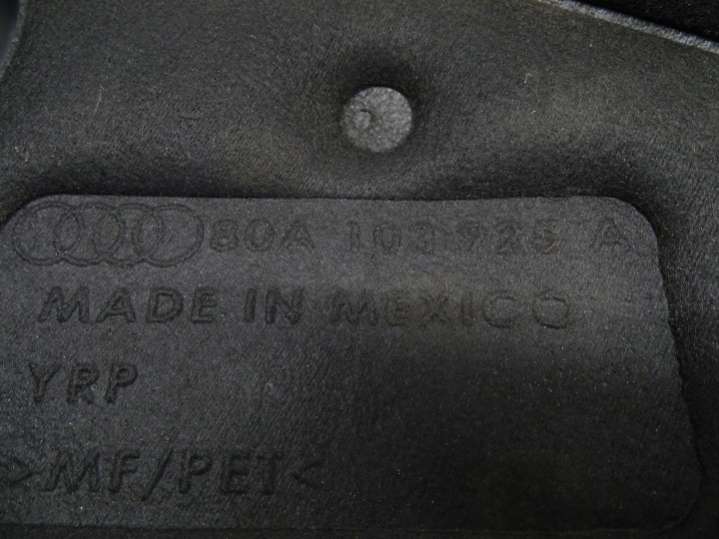 80A 103 925 A
MADE IN MEXICO
YRP
>MF/PET<